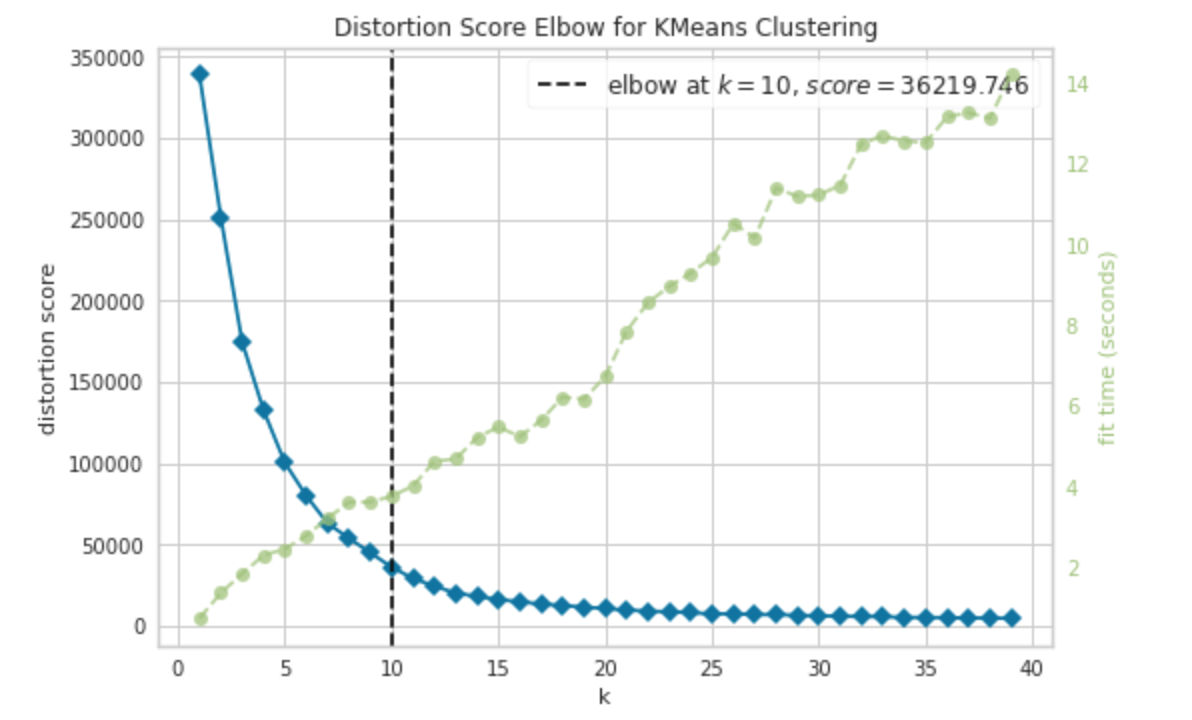 Distortion Score Elbow for KMeans Clustering
elbow at k = 10, score = 36219.746
350000
300000
250000
200000
150000
100000
50000
0
distortion score
14
12
10
8
6
4
2
fit time (seconds)
0 5 10 15 20 25 30 35 40
k